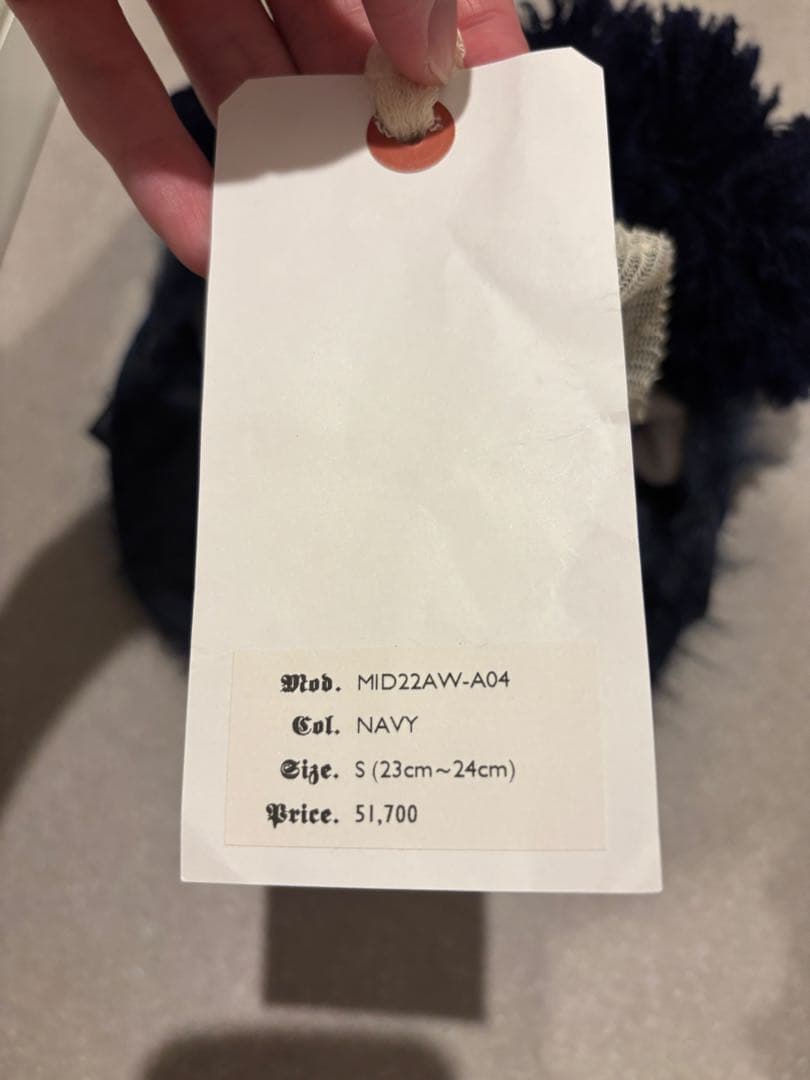 Mod. MID22AW-A04
Col. NAVY
Size. S (23cm~24cm)
Price. 51,700